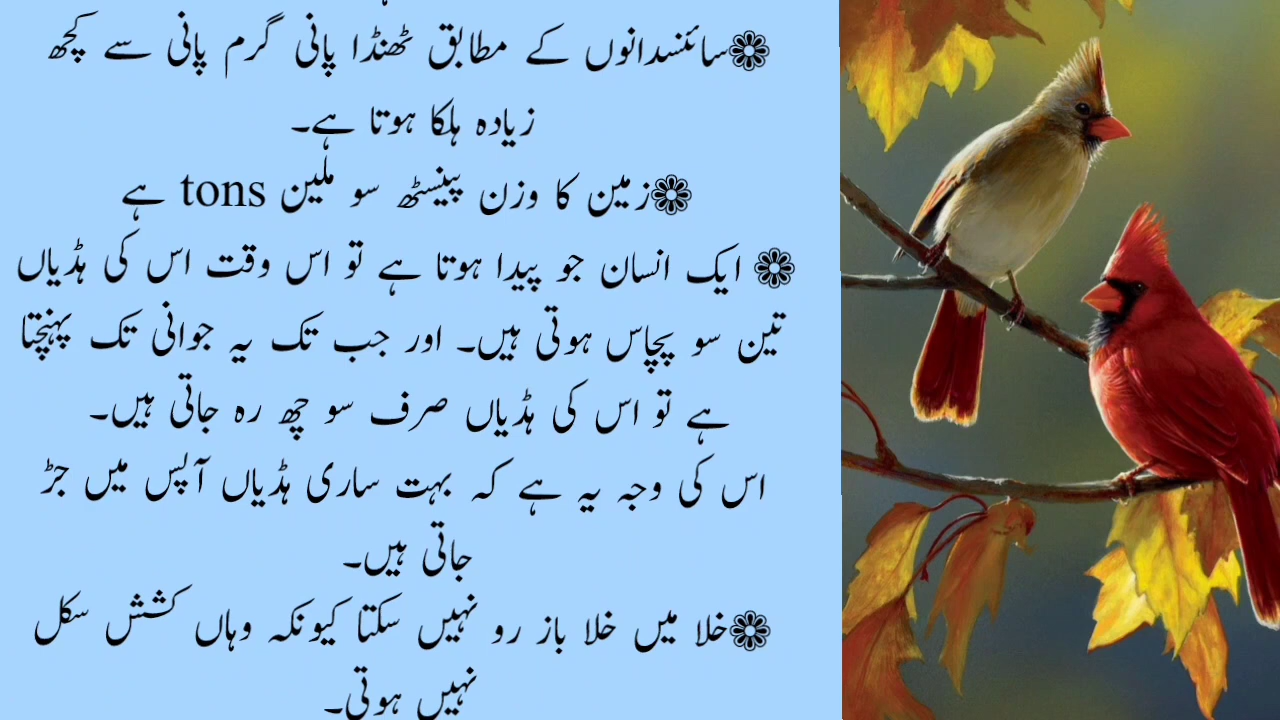 ❁سائنسدانوں کے مطابق ٹھنڈا پانی گرم پانی سے کچھ
زیادہ ہلکا ہوتا ہے۔
❁زمین کا وزن پینسٹھ سو ملین tons ہے
❁ ایک انسان جو پیدا ہوتا ہے تو اس وقت اس کی ہڈیاں
تین سو پچاس ہوتی ہیں۔ اور جب تک یہ جوانی تک پہنچتا
ہے تو اس کی ہڈیاں صرف سو چھ رہ جاتی ہیں۔
اس کی وجہ یہ ہے کہ بہت ساری ہڈیاں آپس میں جڑ
جاتی ہیں۔
❁خلا میں خلا باز رو نہیں سکتا کیونکہ وہاں کشش سکل
نہیں ہوتی۔